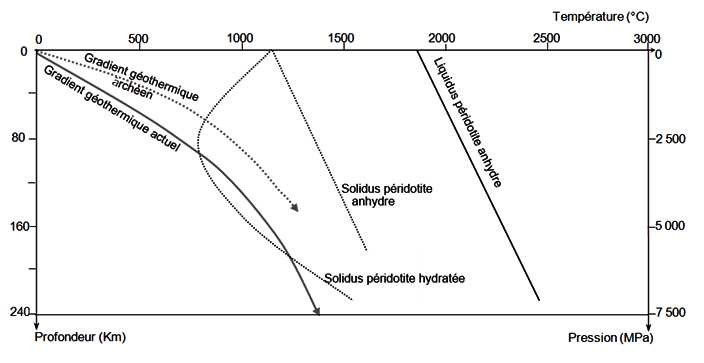 Température (°C)
0 500 1000 1500 2000 2500 3000
0
80
160
240
0
2 500
5 000
7 500
Gradient géothermique
archéen
Gradient géothermique actuel
Solidus péridotite
anhydre
Solidus péridotite hydratée
Liquidus péridotite anhydre
Profondeur (Km)
Pression (MPa)